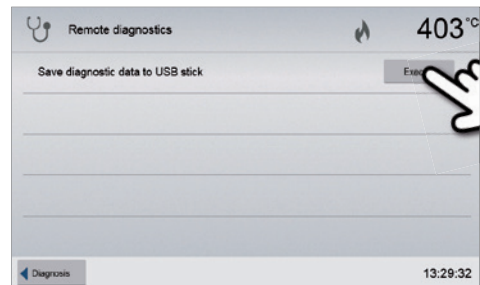 Remote diagnostics
403°C
Save diagnostic data to USB stick
Diagnosis
13:29:32